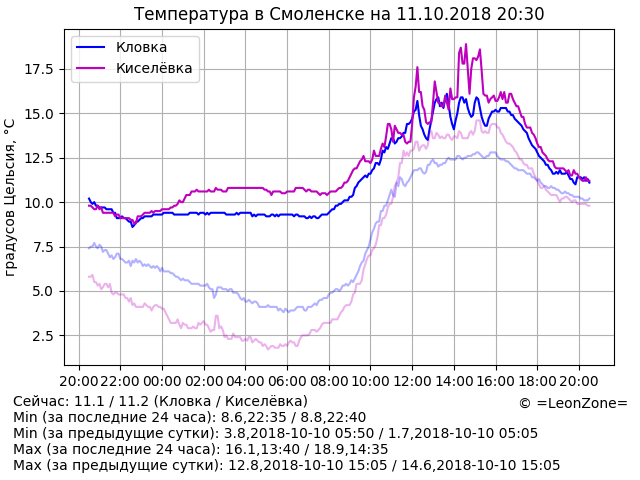 Температура в Смоленске на 11.10.2018 20:30
Кловка
Киселёвка
градусов Цельсия, °C
17.5
15.0
12.5
10.0
7.5
5.0
2.5
20:00 22:00 00:00 02:00 04:00 06:00 08:00 10:00 12:00 14:00 16:00 18:00 20:00
Сейчас: 11.1 / 11.2 (Кловка / Киселёвка)
© =LeonZone=
Min (за последние 24 часа): 8.6,22:35 / 8.8,22:40
Min (за предыдущие сутки): 3.8,2018-10-10 05:50 / 1.7,2018-10-10 05:05
Max (за последние 24 часа): 16.1,13:40 / 18.9,14:35
Max (за предыдущие сутки): 12.8,2018-10-10 15:05 / 14.6,2018-10-10 15:05